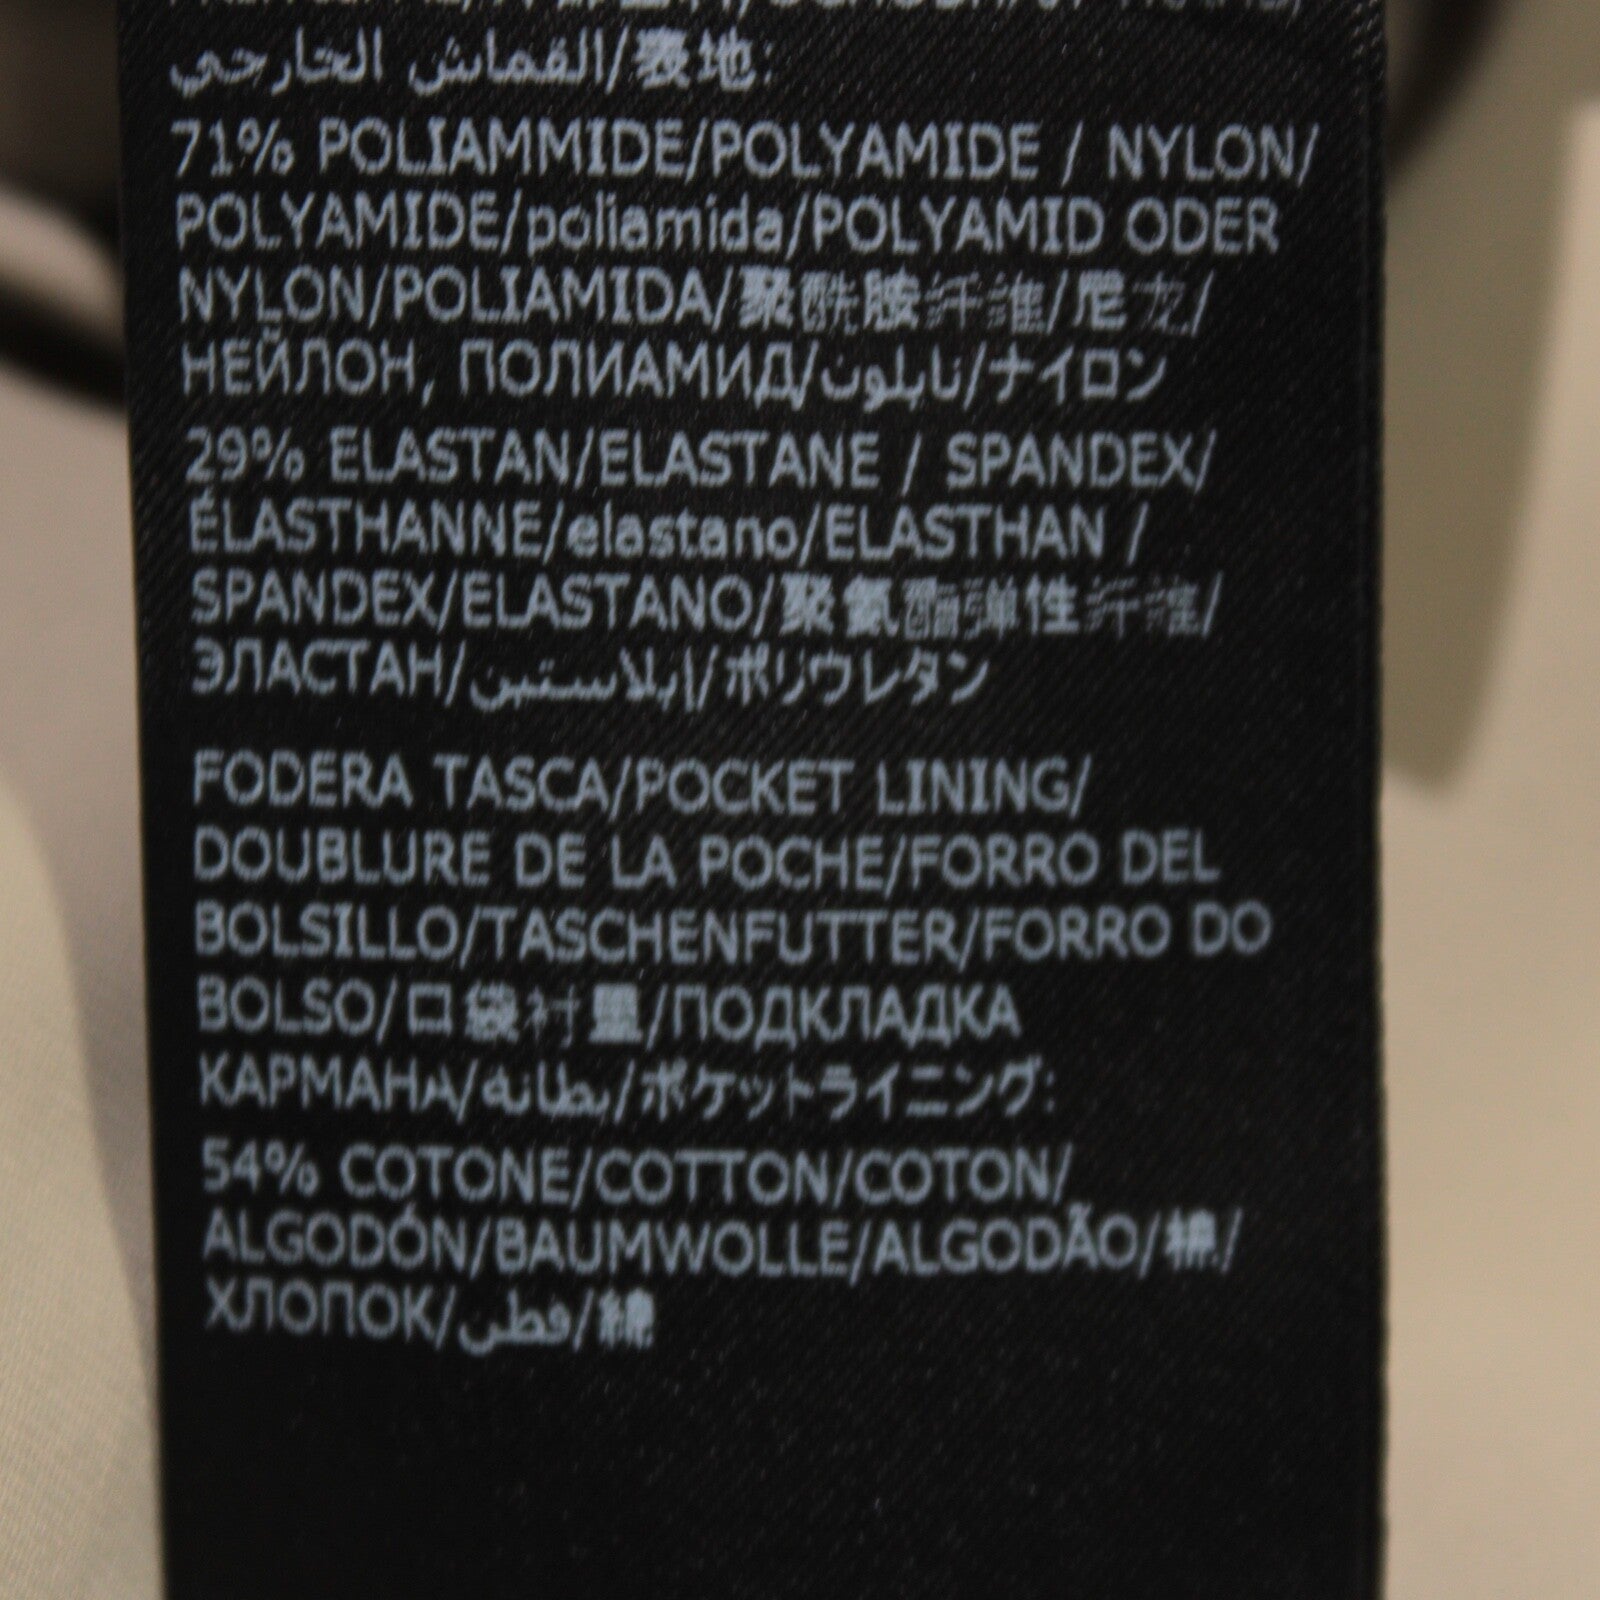 القماش الخارجي/表地:
71% POLIAMMIDE/POLYAMIDE / NYLON/
POLYAMIDE/poliamida/POLYAMID ODER
NYLON/POLIAMIDA/聚酰胺纤维/尼龙/
НЕЙЛОН, ПОЛИАМИД/نايلون/ナイロン
29% ELASTAN/ELASTANE / SPANDEX/
ÉLASTHANNE/elastano/ELASTHAN /
SPANDEX/ELASTANO/聚氨酯弹性纤维/
ЭЛАСТАН/إيلاستين/ポリウレタン
FODERA TASCA/POCKET LINING/
DOUBLURE DE LA POCHE/FORRO DEL
BOLSILLO/TASCHENFUTTER/FORRO DO
BOLSO/口袋衬里/ПОДКЛАДКА
КАРМАНА/بطانة/ポケットライニング:
54% COTONE/COTTON/COTON/
ALGODÓN/BAUMWOLLE/ALGODÃO/棉/
ХЛОПОК/قطن/綿